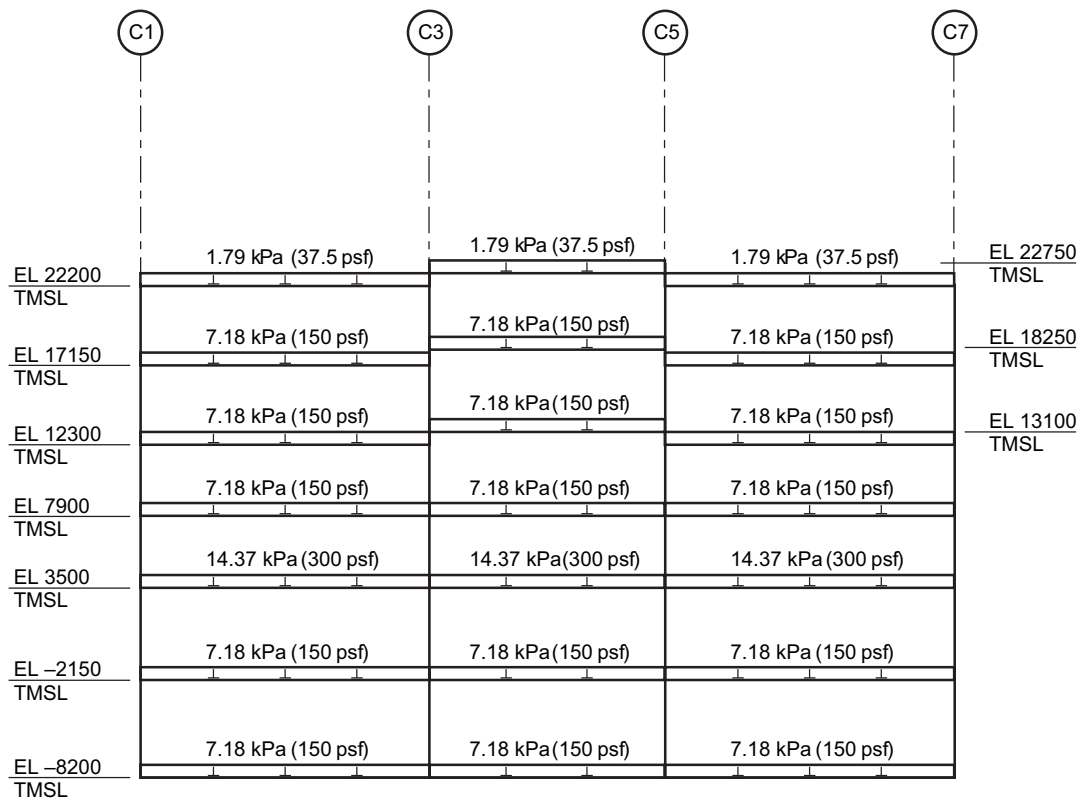 C1 C3 C5 C7
1.79 kPa (37.5 psf) 1.79 kPa (37.5 psf) 1.79 kPa (37.5 psf)
EL 22200
TMSL
EL 22750
TMSL
7.18 kPa (150 psf) 7.18 kPa (150 psf) 7.18 kPa (150 psf)
EL 17150
TMSL
EL 18250
TMSL
7.18 kPa (150 psf) 7.18 kPa (150 psf) 7.18 kPa (150 psf)
EL 12300
TMSL
EL 13100
TMSL
7.18 kPa (150 psf) 7.18 kPa (150 psf) 7.18 kPa (150 psf)
EL 7900
TMSL
14.37 kPa (300 psf) 14.37 kPa (300 psf) 14.37 kPa (300 psf)
EL 3500
TMSL
7.18 kPa (150 psf) 7.18 kPa (150 psf) 7.18 kPa (150 psf)
EL –2150
TMSL
7.18 kPa (150 psf) 7.18 kPa (150 psf) 7.18 kPa (150 psf)
EL –8200
TMSL